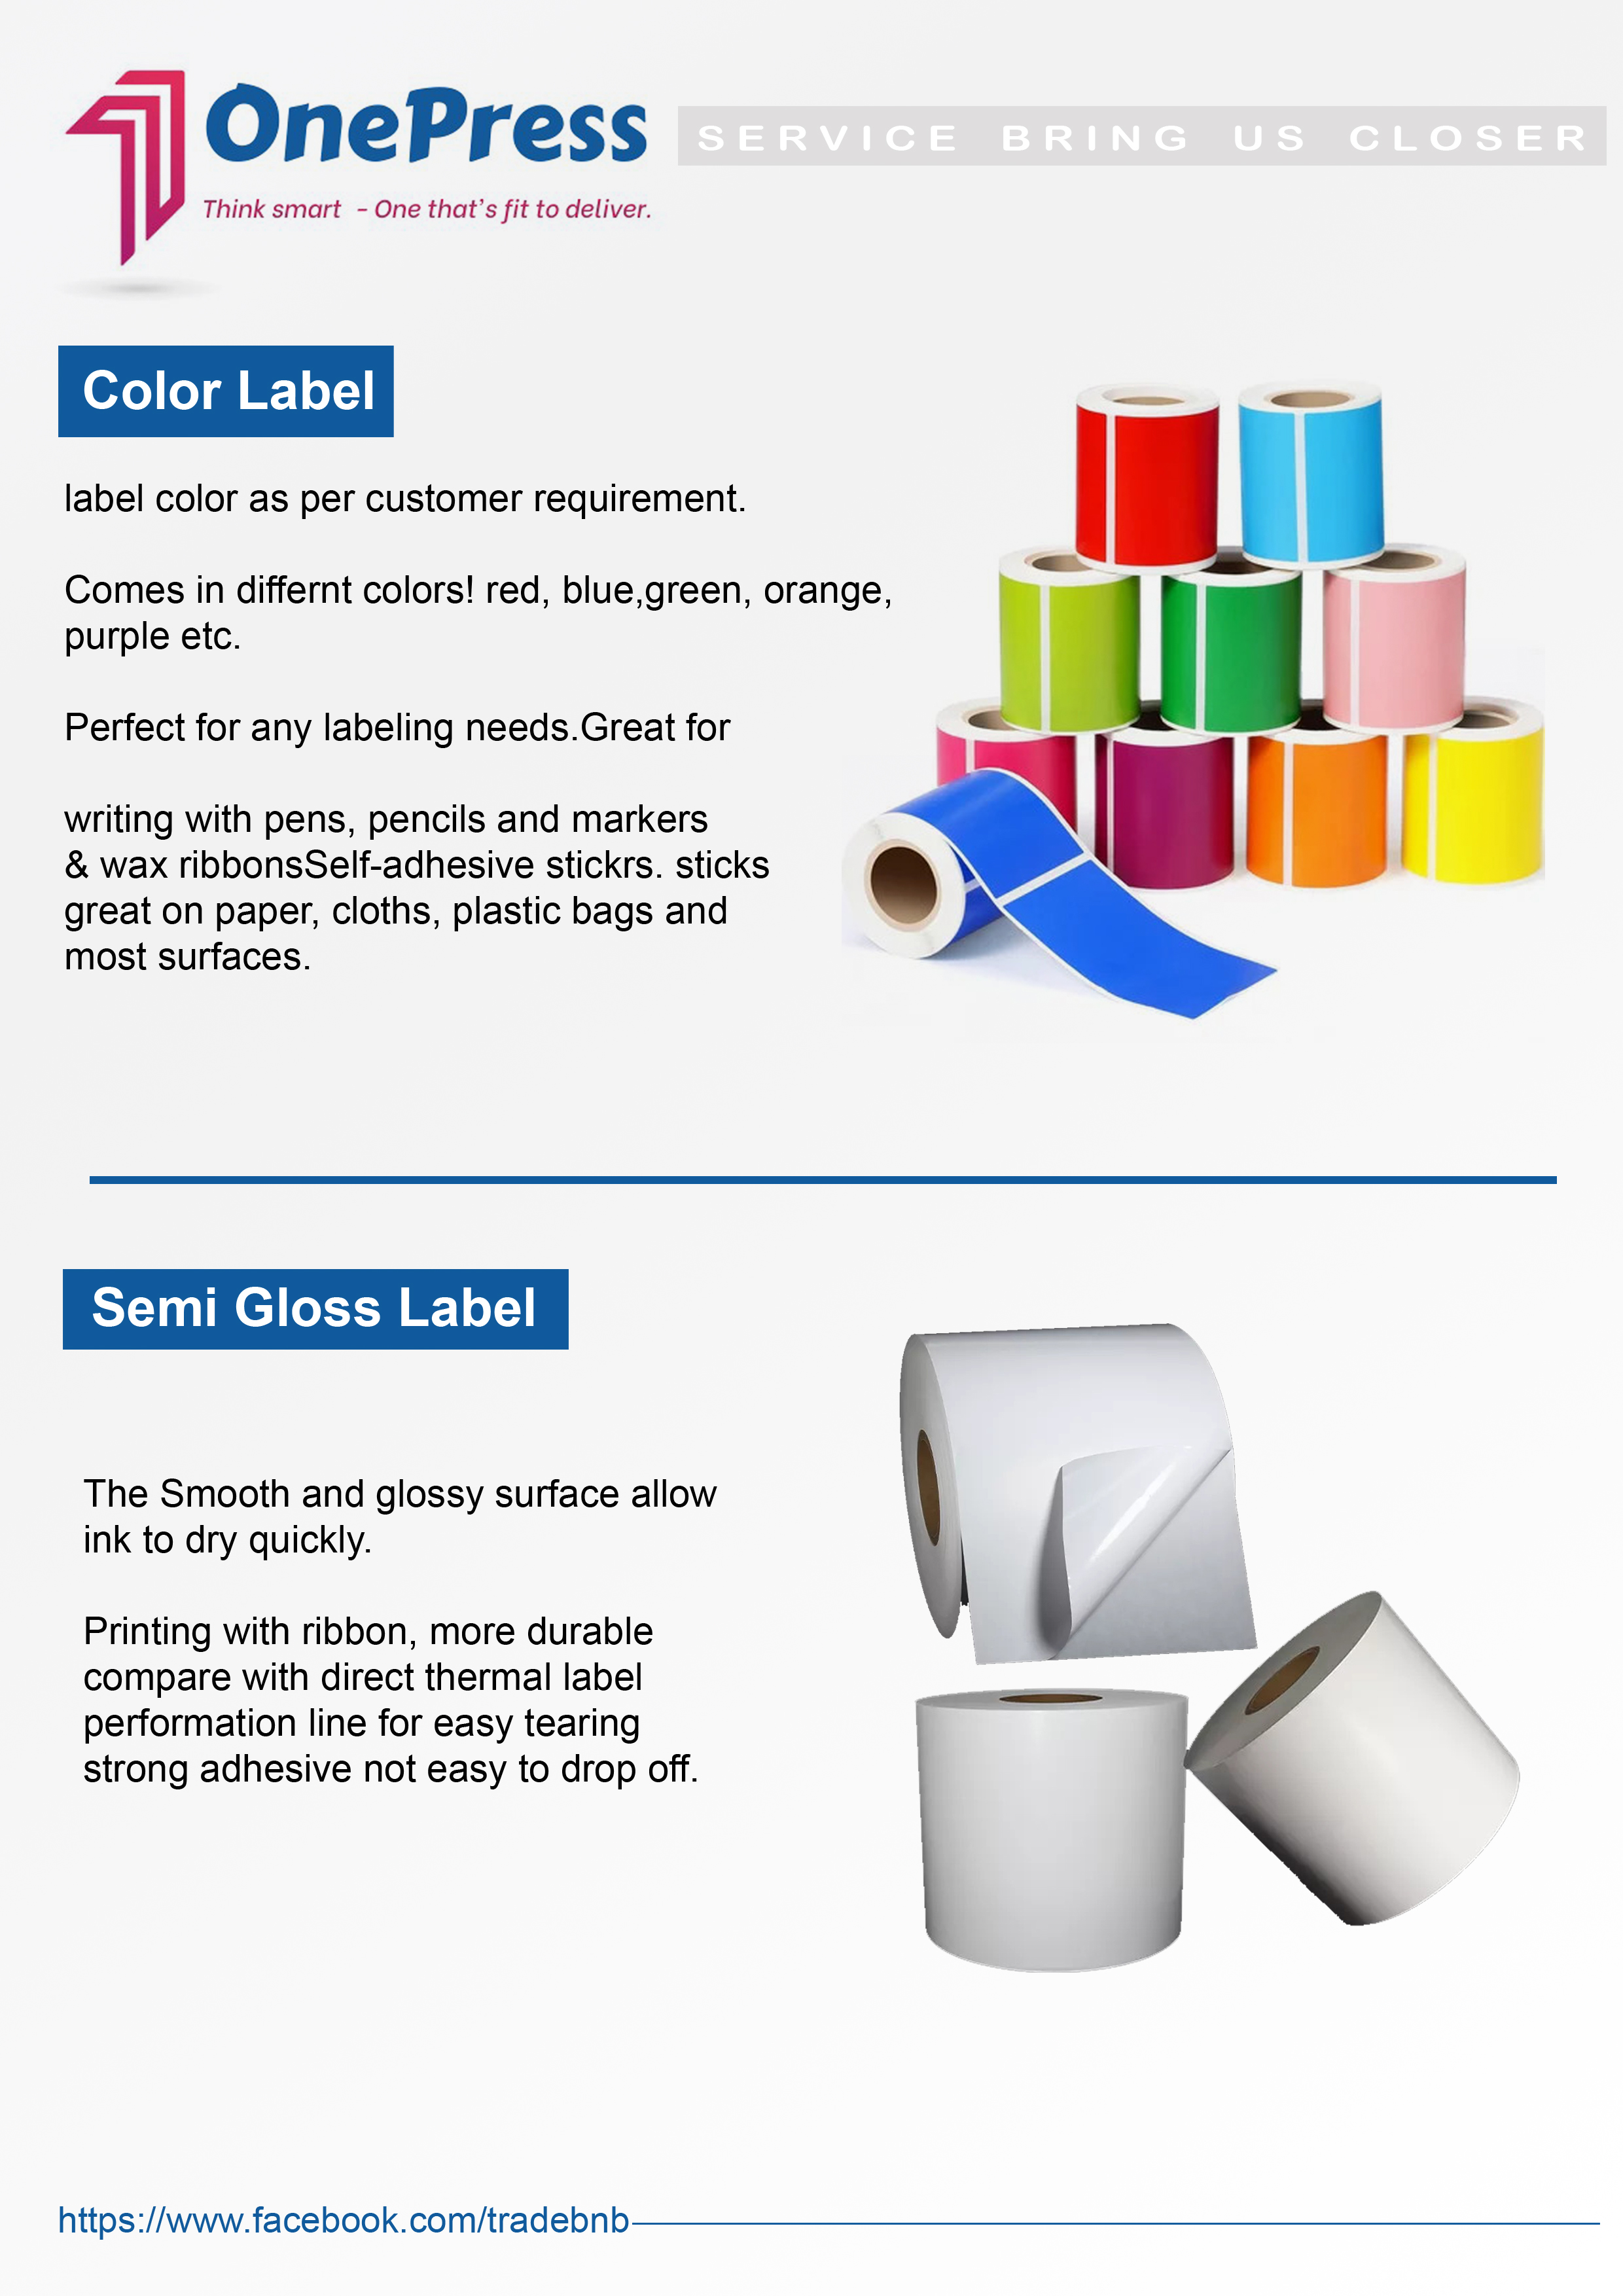 OnePress
Think smart - One that's fit to deliver.
SERVICE BRING US CLOSER
Color Label
label color as per customer requirement.
Comes in differnt colors! red, blue,green, orange,
purple etc.
Perfect for any labeling needs.Great for
writing with pens, pencils and markers
& wax ribbonsSelf-adhesive stickrs. sticks
great on paper, cloths, plastic bags and
most surfaces.
Semi Gloss Label
The Smooth and glossy surface allow
ink to dry quickly.
Printing with ribbon, more durable
compare with direct thermal label
performation line for easy tearing
strong adhesive not easy to drop off.
https://www.facebook.com/tradebnb